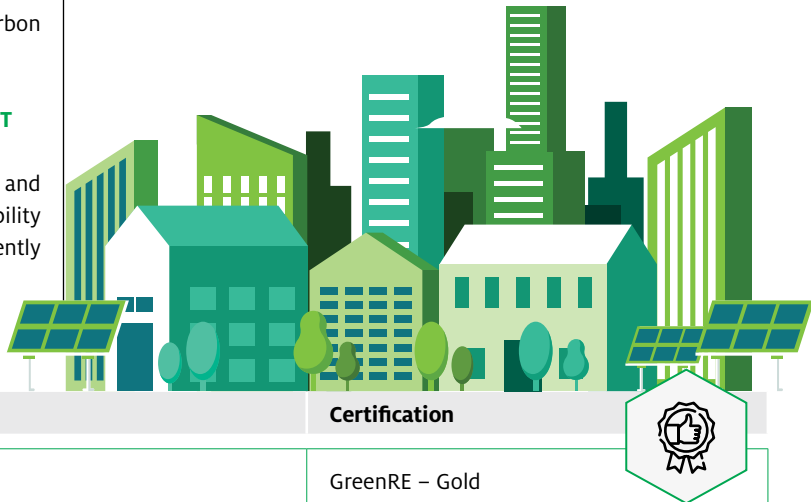 rbon
T
and
bility
ently
Certification
GreenRE – Gold